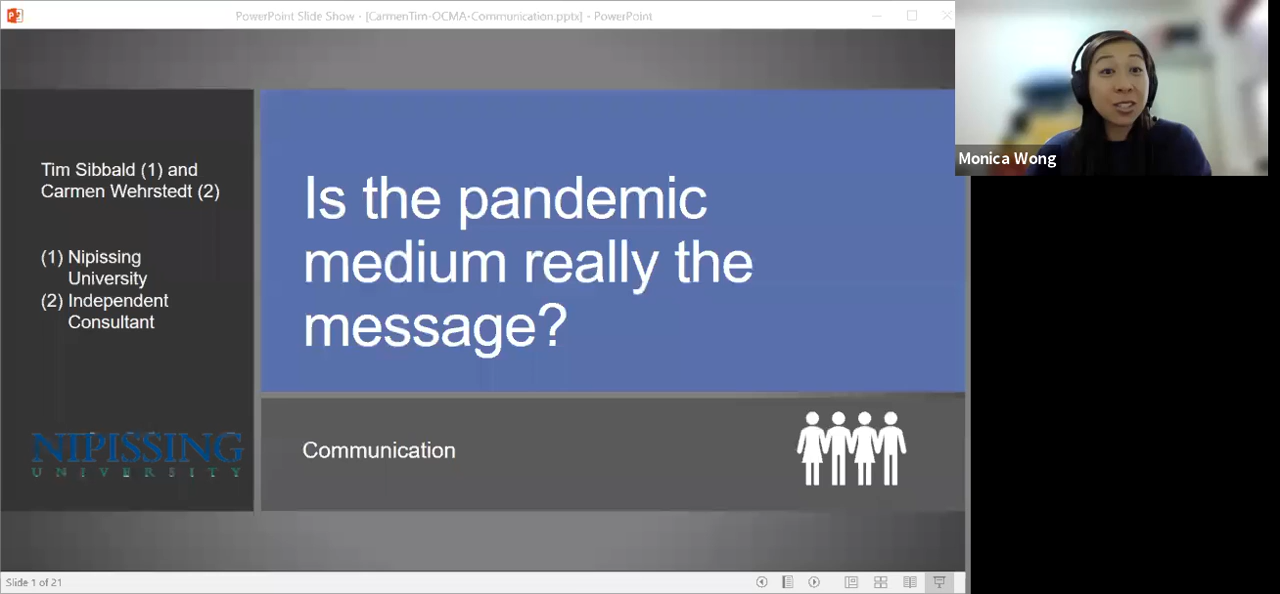 PowerPoint Slide Show - [CarmenTim-OCMA-Communication.pptx] - PowerPoint
Monica Wong
Tim Sibbald (1) and
Carmen Wehrstedt (2)
(1) Nipissing
University
(2) Independent
Consultant
NIPISSING
UNIVERSITY
Is the pandemic
medium really the
message?
Communication
Slide 1 of 21